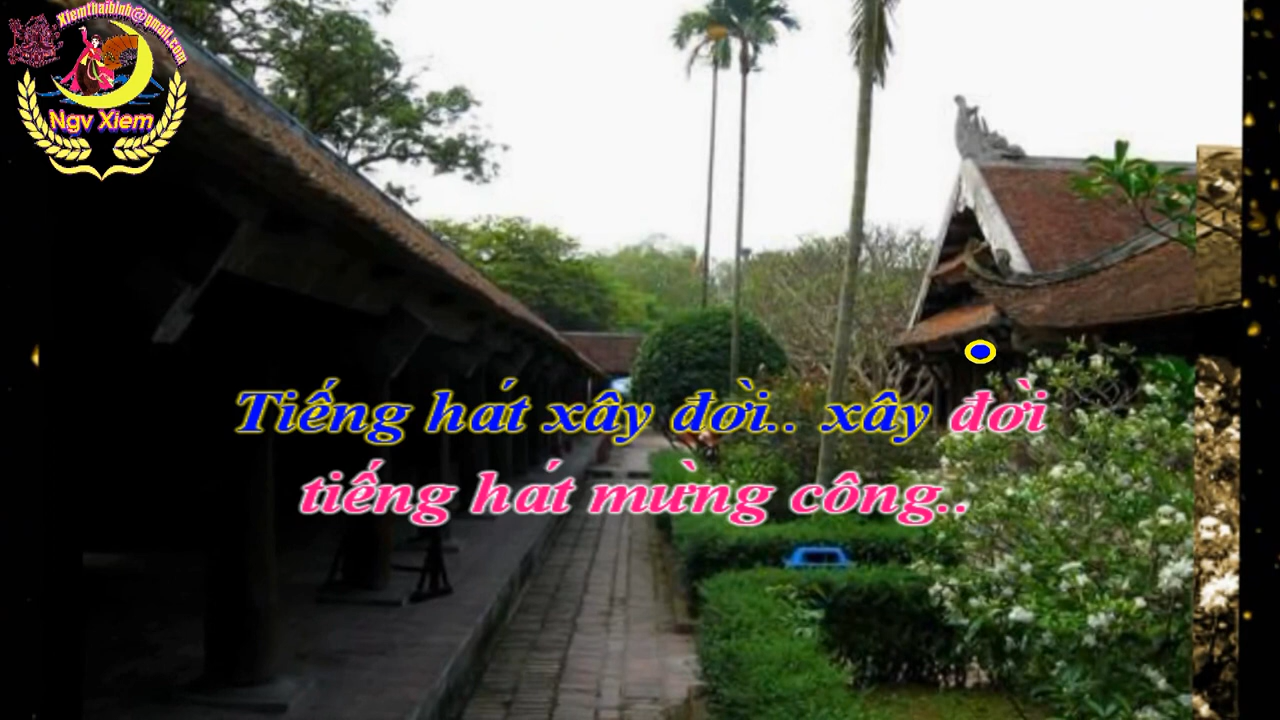 Xiemthaibinh@gmail.com
Ngv Xiem
Tiếng hát xây đời.. xây đời
tiếng hát mừng công..